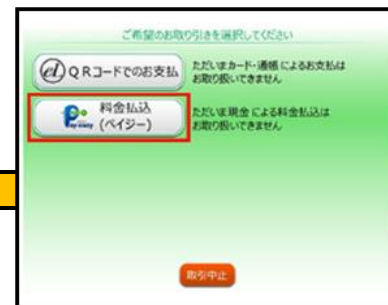 ご希望のお取引きを選択してください
el QRコードでのお支払
ただいまカード・通帳によるお支払は
お取り扱いできません
Pay-easy 料金払込
(ペイジー)
ただいま現金による料金払込は
お取り扱いできません
取引中止